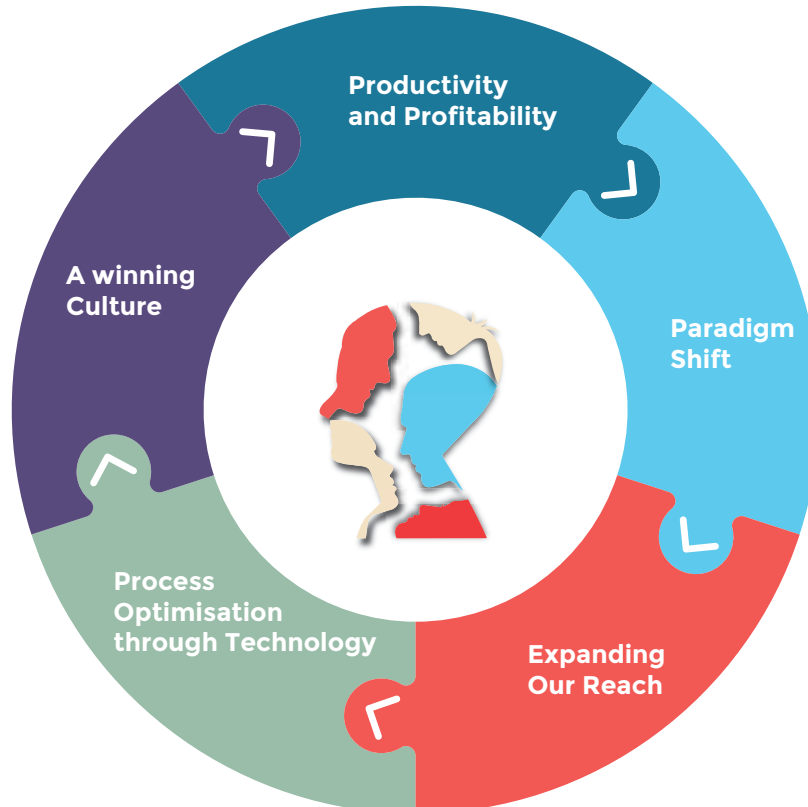 Productivity
and Profitability
Paradigm
Shift
Expanding
Our Reach
Process
Optimisation
through Technology
A winning
Culture